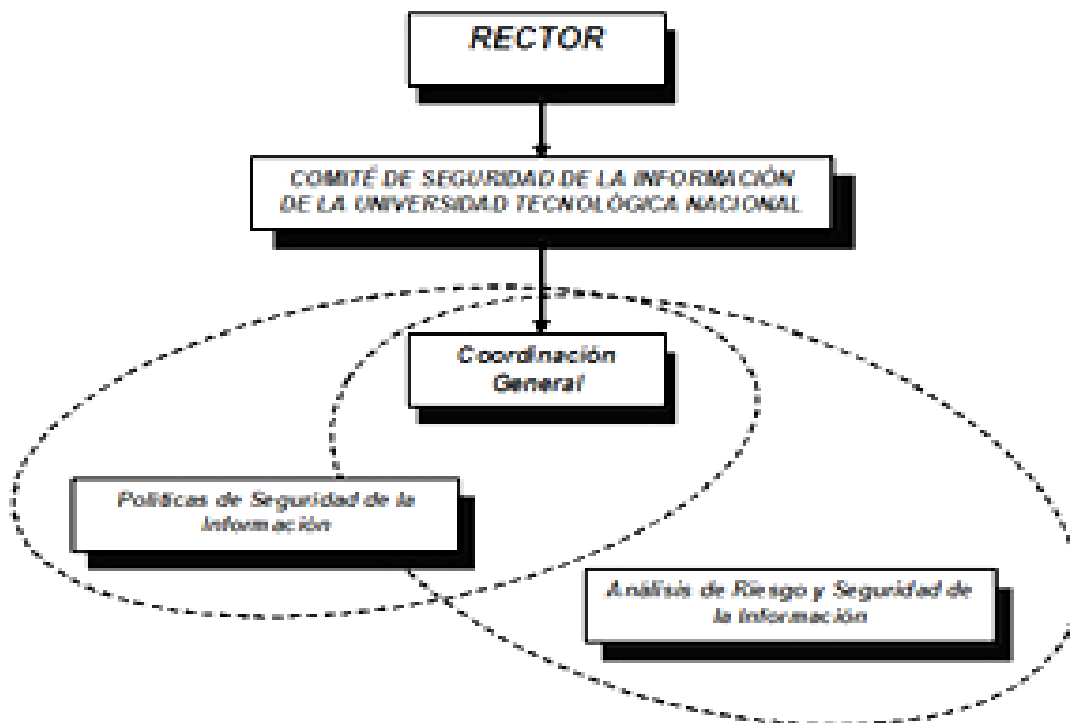 RECTOR
COMITÉ DE SEGURIDAD DE LA INFORMACIÓN
DE LA UNIVERSIDAD TECNOLÓGICA NACIONAL
Coordinación
General
Políticas de Seguridad de la
Información
Análisis de Riesgo y Seguridad de
la Información